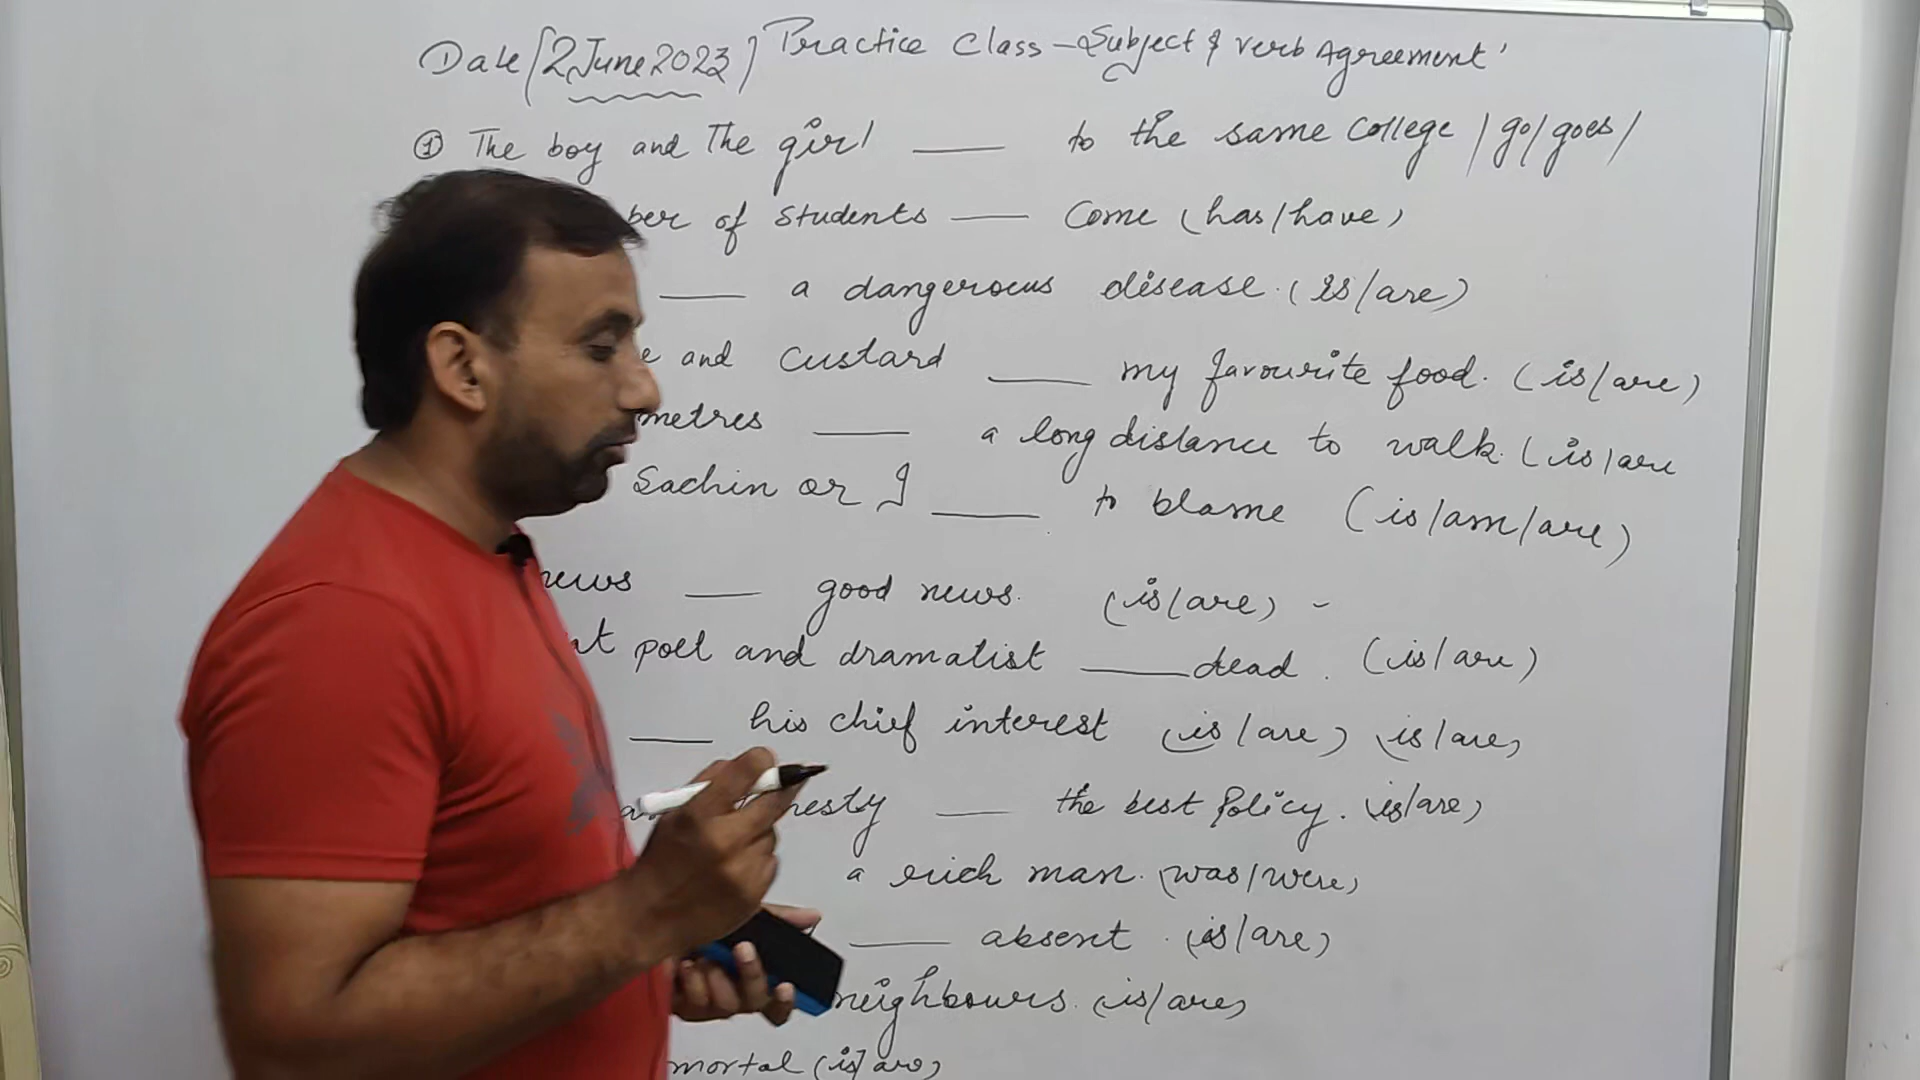 Date [2 June 2023] Practice Class - Subject & verb Agreement'
① The boy and The girl ___ to the same College /go/goes/
of students ___ Come (has/have)
___ a dangerous disease. (is/are)
and custard ___ my favourite food. (is/are)
metres ___ a long distance to walk. (is/are
Sachin or I ___ to blame (is/am/are)
news ___ good news. (is/are) -
poet and dramatist ___ dead. (is/are)
___ his chief interest (is/are) (is/are)
___ the best Policy. (is/are)
a rich man. (was/were)
___ absent. (is/are)
neighbours. (is/are)
mortal (is/are)